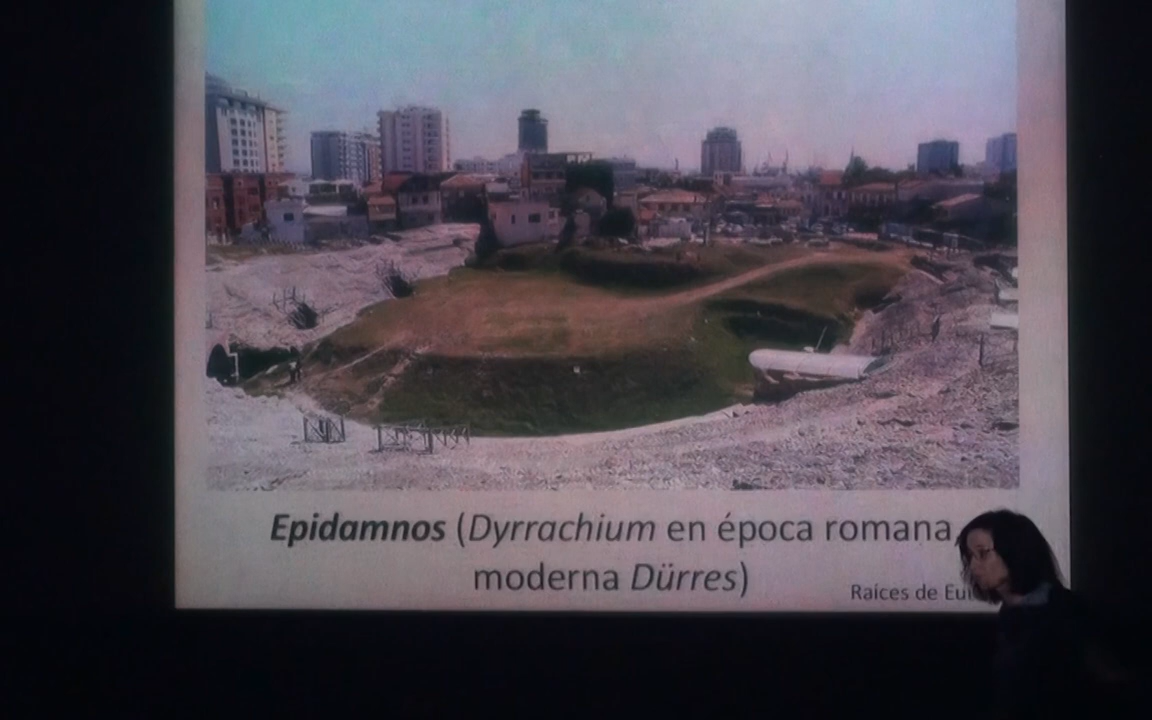 Epidamnos (Dyrrachium en época romana,
moderna Dürres)
Raíces de